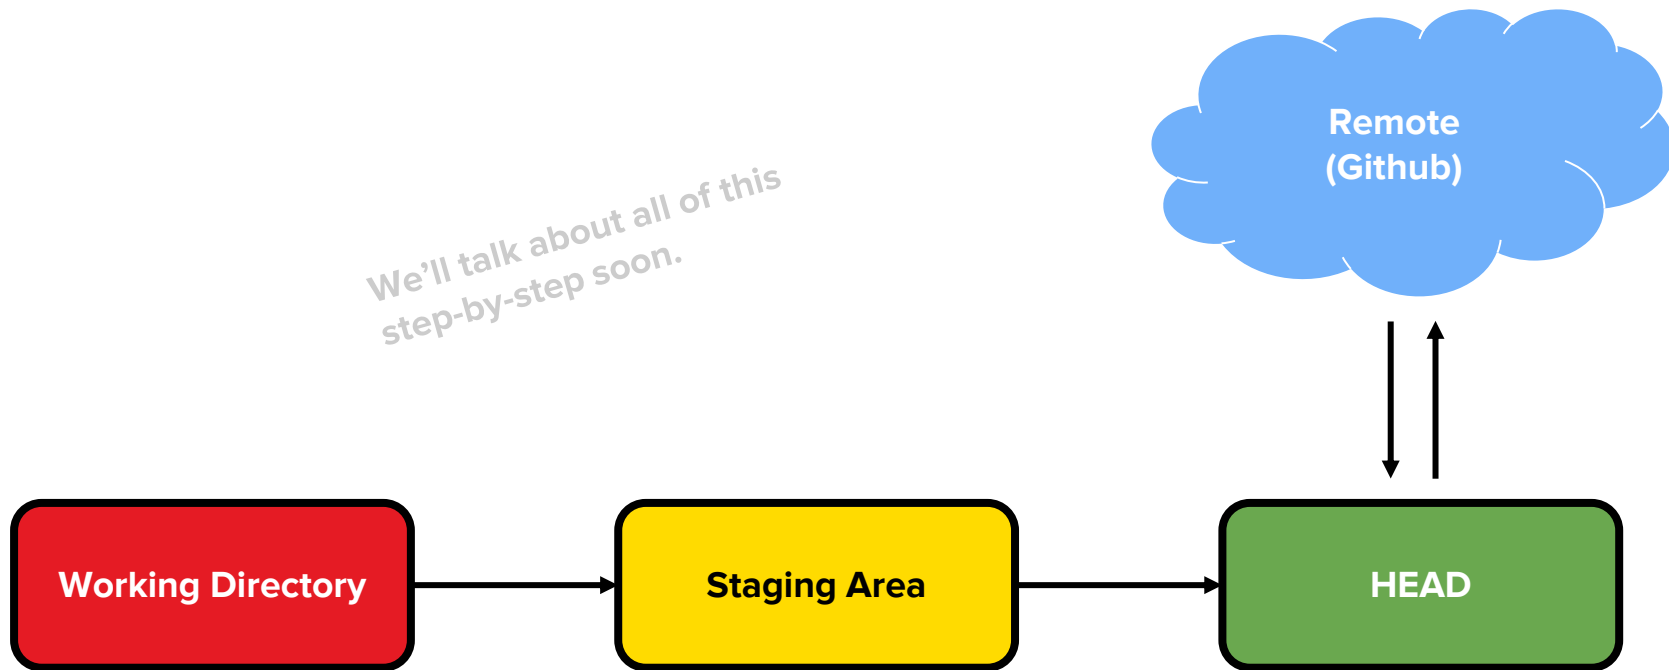 Remote
(Github)
We’ll talk about all of this
step-by-step soon.
Working Directory
Staging Area
HEAD